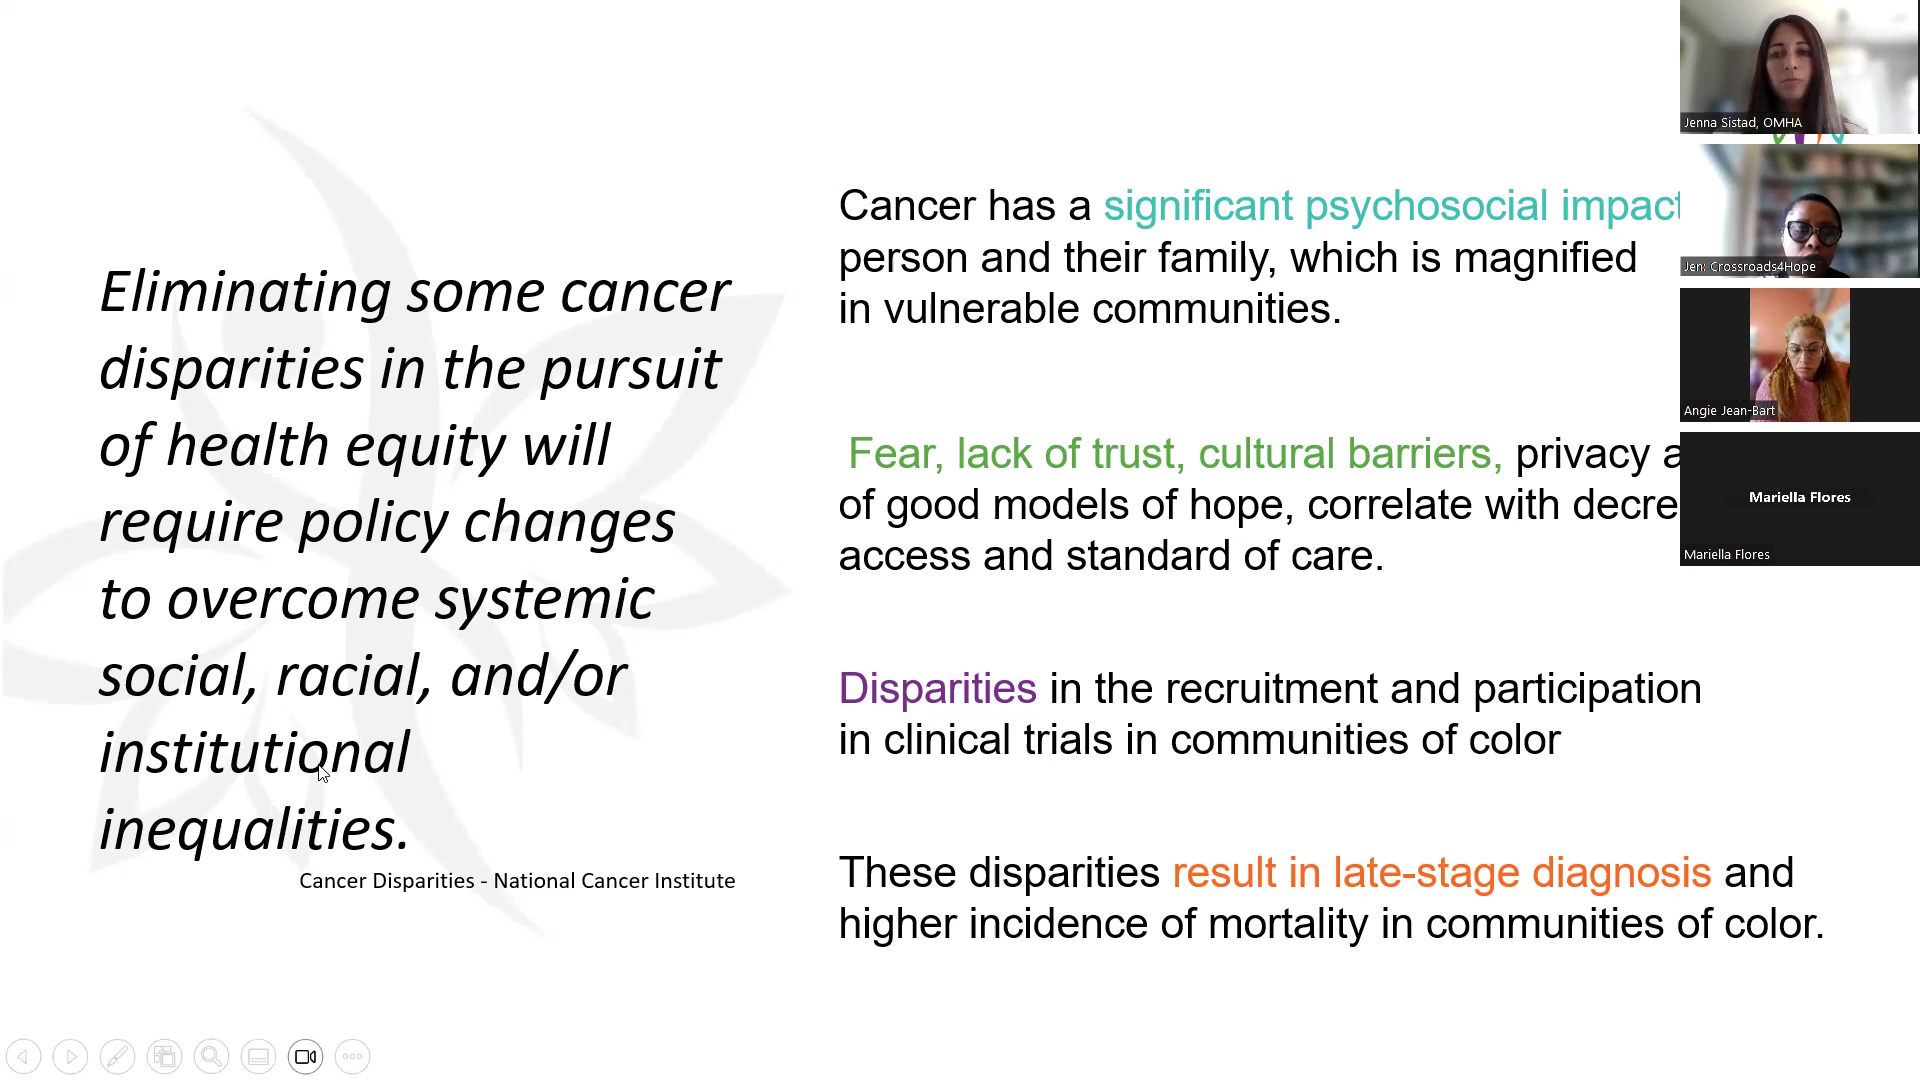 Eliminating some cancer
disparities in the pursuit
of health equity will
require policy changes
to overcome systemic
social, racial, and/or
institutional
inequalities.
Cancer Disparities - National Cancer Institute
Cancer has a significant psychosocial impact
person and their family, which is magnified
in vulnerable communities.
Fear, lack of trust, cultural barriers, privacy
of good models of hope, correlate with
access and standard of care.
Disparities in the recruitment and participation
in clinical trials in communities of color
These disparities result in late-stage diagnosis and
higher incidence of mortality in communities of color.
Jenna Sistad, OMHA
Jen: Crossroads4Hope
Angie Jean-Bart
Mariella Flores
Mariella Flores